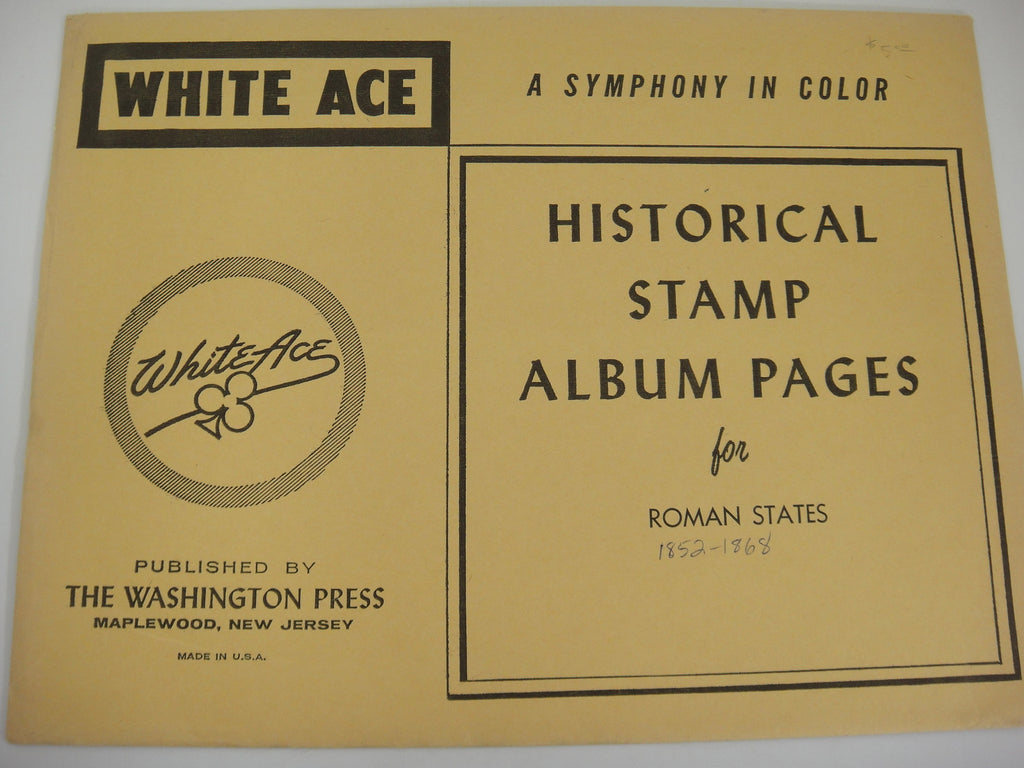 WHITE ACE
A SYMPHONY IN COLOR
HISTORICAL
STAMP
ALBUM PAGES
for
ROMAN STATES
1852-1868
White Ace
PUBLISHED BY
THE WASHINGTON PRESS
MAPLEWOOD, NEW JERSEY
MADE IN U.S.A.